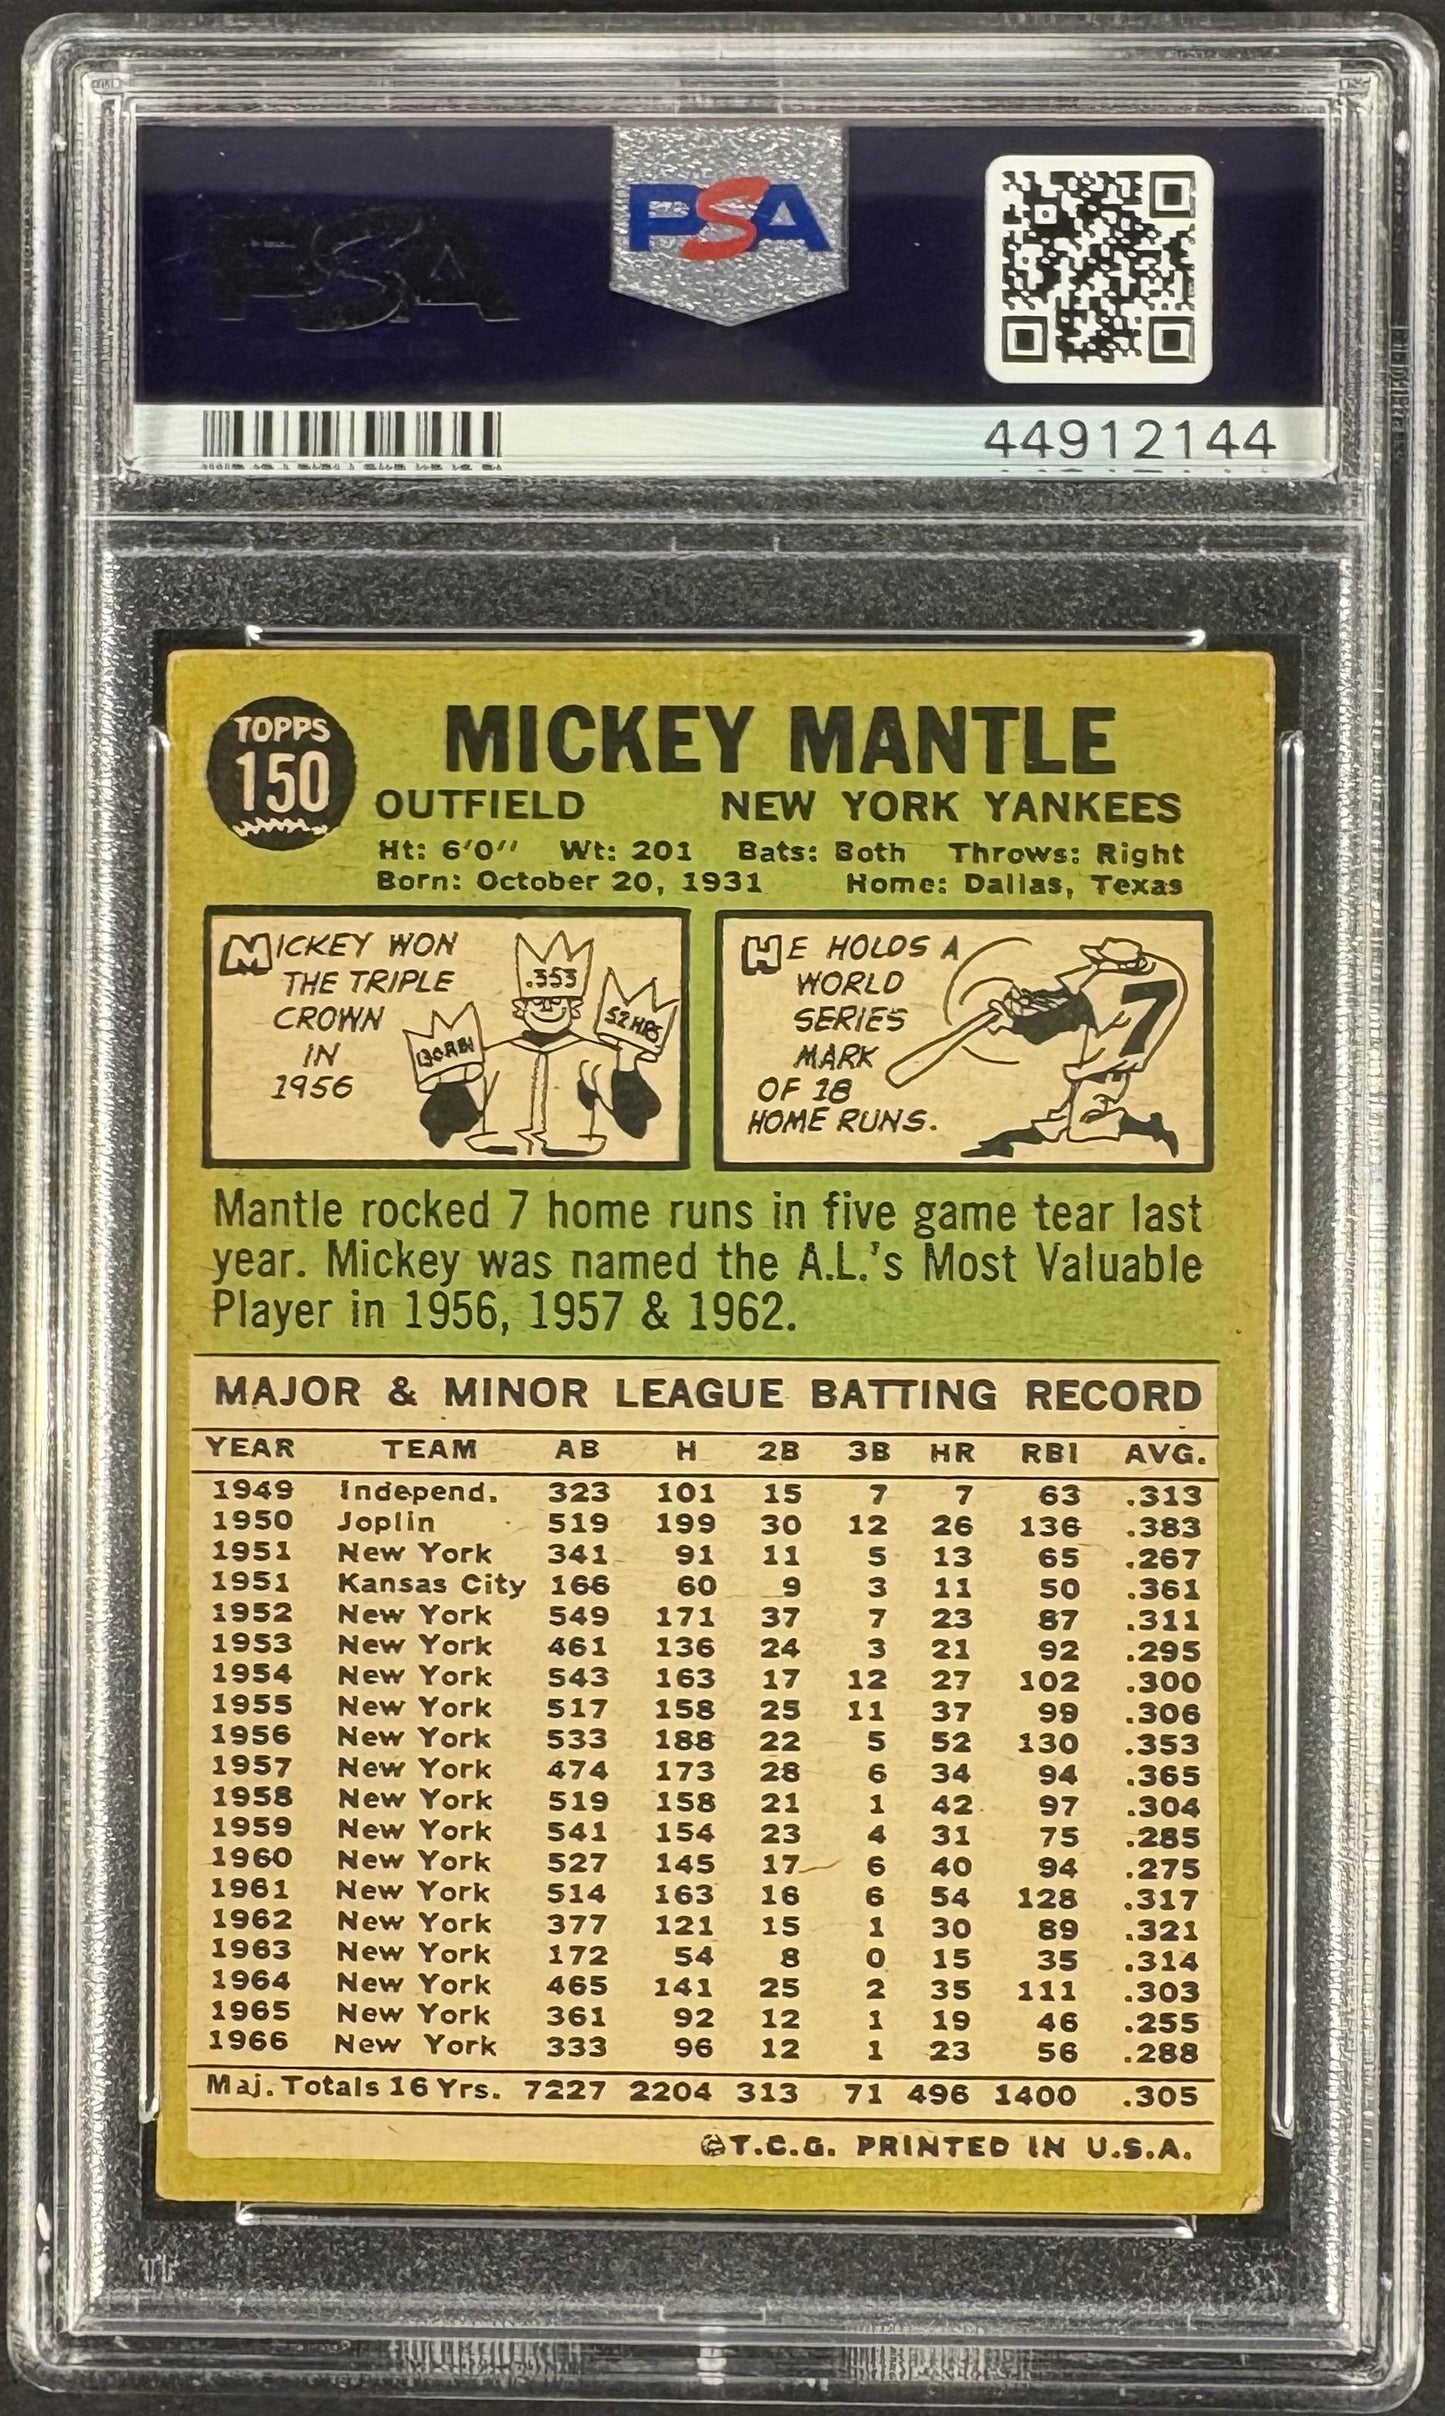 PSA
PSA
44912144
TOPPS
150
MICKEY MANTLE
OUTFIELD NEW YORK YANKEES
Ht: 6'0" Wt: 201 Bats: Both Throws: Right
Born: October 20, 1931 Home: Dallas, Texas
MICKEY WON
THE TRIPLE
CROWN
IN
1956
.353
52 HRS
HE HOLDS A
WORLD
SERIES
MARK
OF 18
HOME RUNS.
7
Mantle rocked 7 home runs in five game tear last
year. Mickey was named the A.L.'s Most Valuable
Player in 1956, 1957 & 1962.
MAJOR & MINOR LEAGUE BATTING RECORD
YEAR TEAM AB H 2B 3B HR RBI AVG.
1949 Independ. 323 101 15 7 7 63 .313
1950 Joplin 519 199 30 12 26 136 .383
1951 New York 341 91 11 5 13 65 .267
1951 Kansas City 166 60 9 3 11 50 .361
1952 New York 549 171 37 7 23 87 .311
1953 New York 461 136 24 3 21 92 .295
1954 New York 543 163 17 12 27 102 .300
1955 New York 517 158 25 11 37 99 .306
1956 New York 533 188 22 5 52 130 .353
1957 New York 474 173 28 6 34 94 .365
1958 New York 519 158 21 1 42 97 .304
1959 New York 541 154 23 4 31 75 .285
1960 New York 527 145 17 6 40 94 .275
1961 New York 514 163 16 6 54 128 .317
1962 New York 377 121 15 1 30 89 .321
1963 New York 172 54 8 0 15 35 .314
1964 New York 465 141 25 2 35 111 .303
1965 New York 361 92 12 1 19 46 .255
1966 New York 333 96 12 1 23 56 .288
Maj. Totals 16 Yrs. 7227 2204 313 71 496 1400 .305
© T.C.G. PRINTED IN U.S.A.